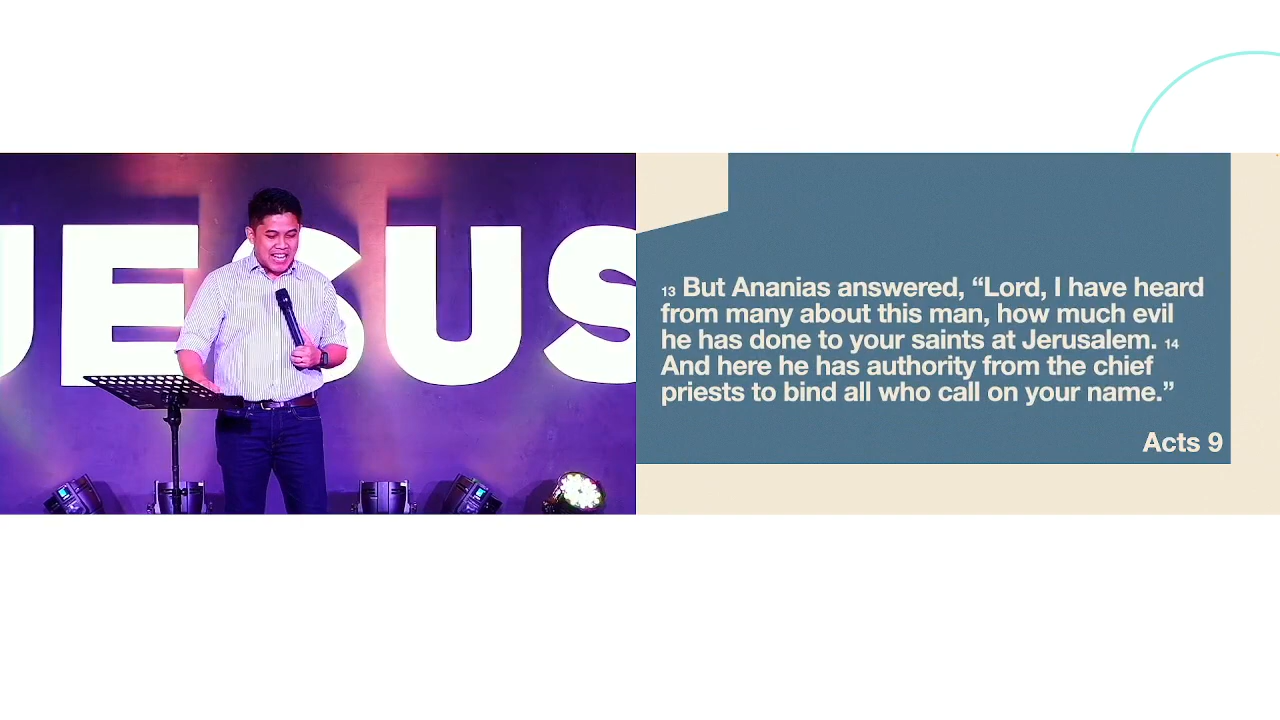 JESUS
13 But Ananias answered, “Lord, I have heard
from many about this man, how much evil
he has done to your saints at Jerusalem. 14
And here he has authority from the chief
priests to bind all who call on your name.”
Acts 9